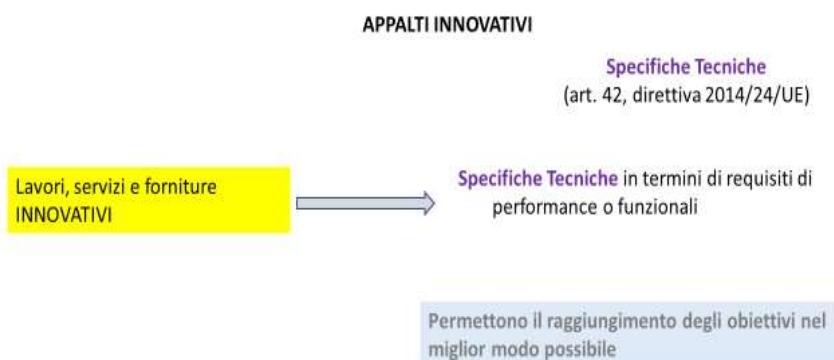 APPALTI INNOVATIVI
Specifiche Tecniche
(art. 42, direttiva 2014/24/UE)
Lavori, servizi e forniture
INNOVATIVI
Specifiche Tecniche in termini di requisiti di
performance o funzionali
Permettono il raggiungimento degli obiettivi nel
miglior modo possibile